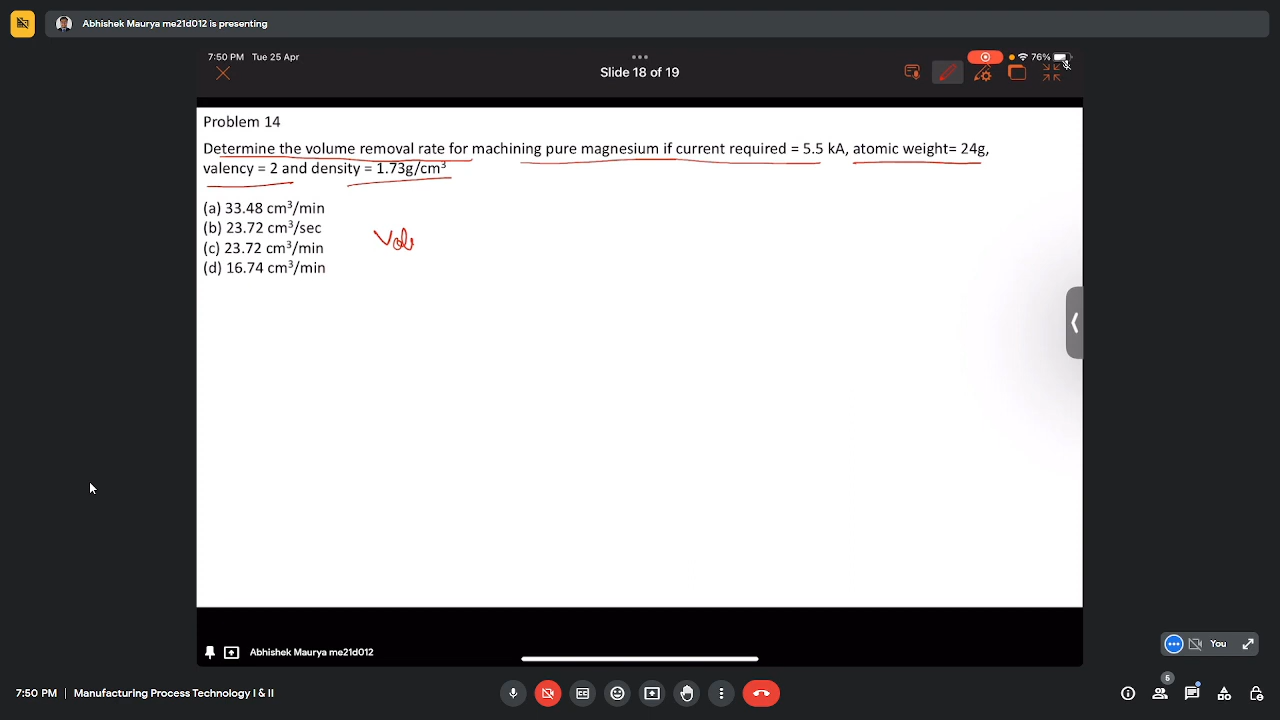 Abhishek Maurya me21d012 is presenting
7:50 PM Tue 25 Apr
76%
Slide 18 of 19
Problem 14
Determine the volume removal rate for machining pure magnesium if current required = 5.5 kA, atomic weight= 24g,
valency = 2 and density = 1.73g/cm³
(a) 33.48 cm³/min
(b) 23.72 cm³/sec
(c) 23.72 cm³/min
(d) 16.74 cm³/min
Abhishek Maurya me21d012
You
7:50 PM | Manufacturing Process Technology I & II
6